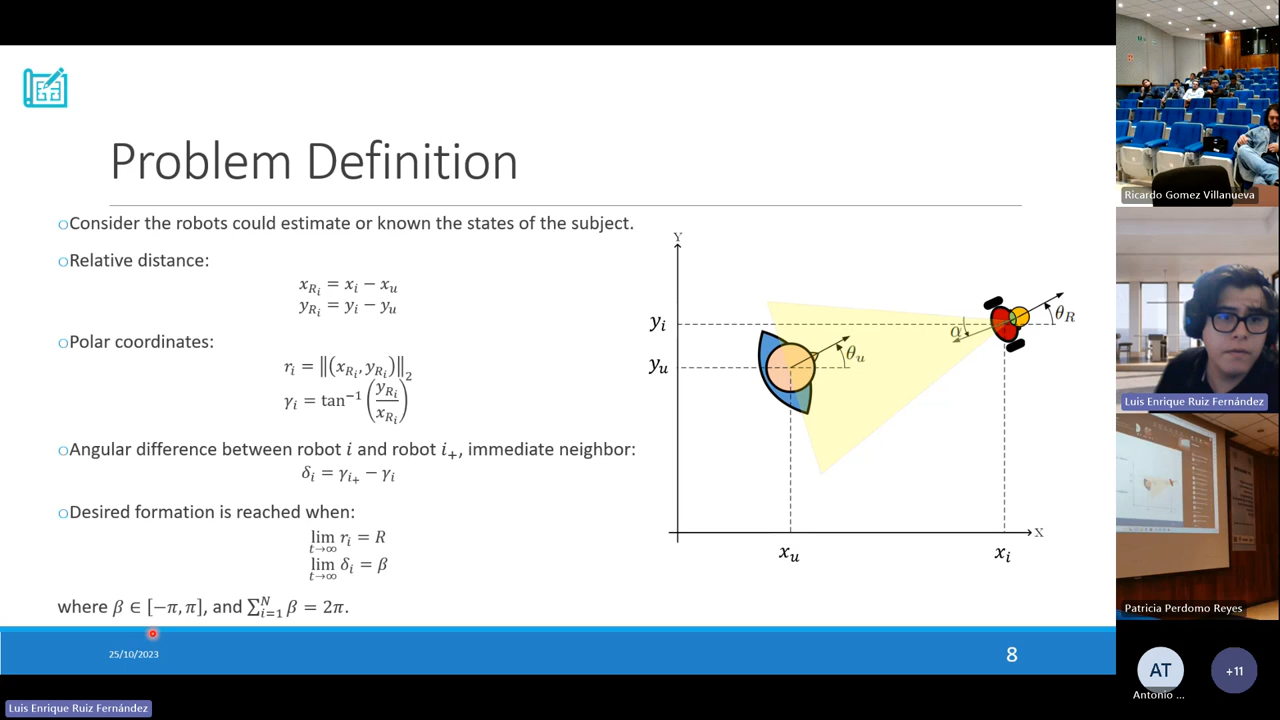 Problem Definition
Consider the robots could estimate or known the states of the subject.
Relative distance:
x_{R_i} = x_i − x_u
y_{R_i} = y_i − y_u
Polar coordinates:
r_i = ‖(x_{R_i}, y_{R_i})‖_2
γ_i = tan⁻¹ (y_{R_i} / x_{R_i})
Angular difference between robot i and robot i_+, immediate neighbor:
δ_i = γ_{i_+} − γ_i
Desired formation is reached when:
lim_{t→∞} r_i = R
lim_{t→∞} δ_i = β
where β ∈ [−π, π], and ∑_{i=1}^{N} β = 2π.
Y
y_i
y_u
θ_u
α
θ_R
X
x_u
x_i
25/10/2023
8
Luis Enrique Ruiz Fernández
Ricardo Gomez Villanueva
Luis Enrique Ruiz Fernández
Patricia Perdomo Reyes
AT
Antonio ...
+11